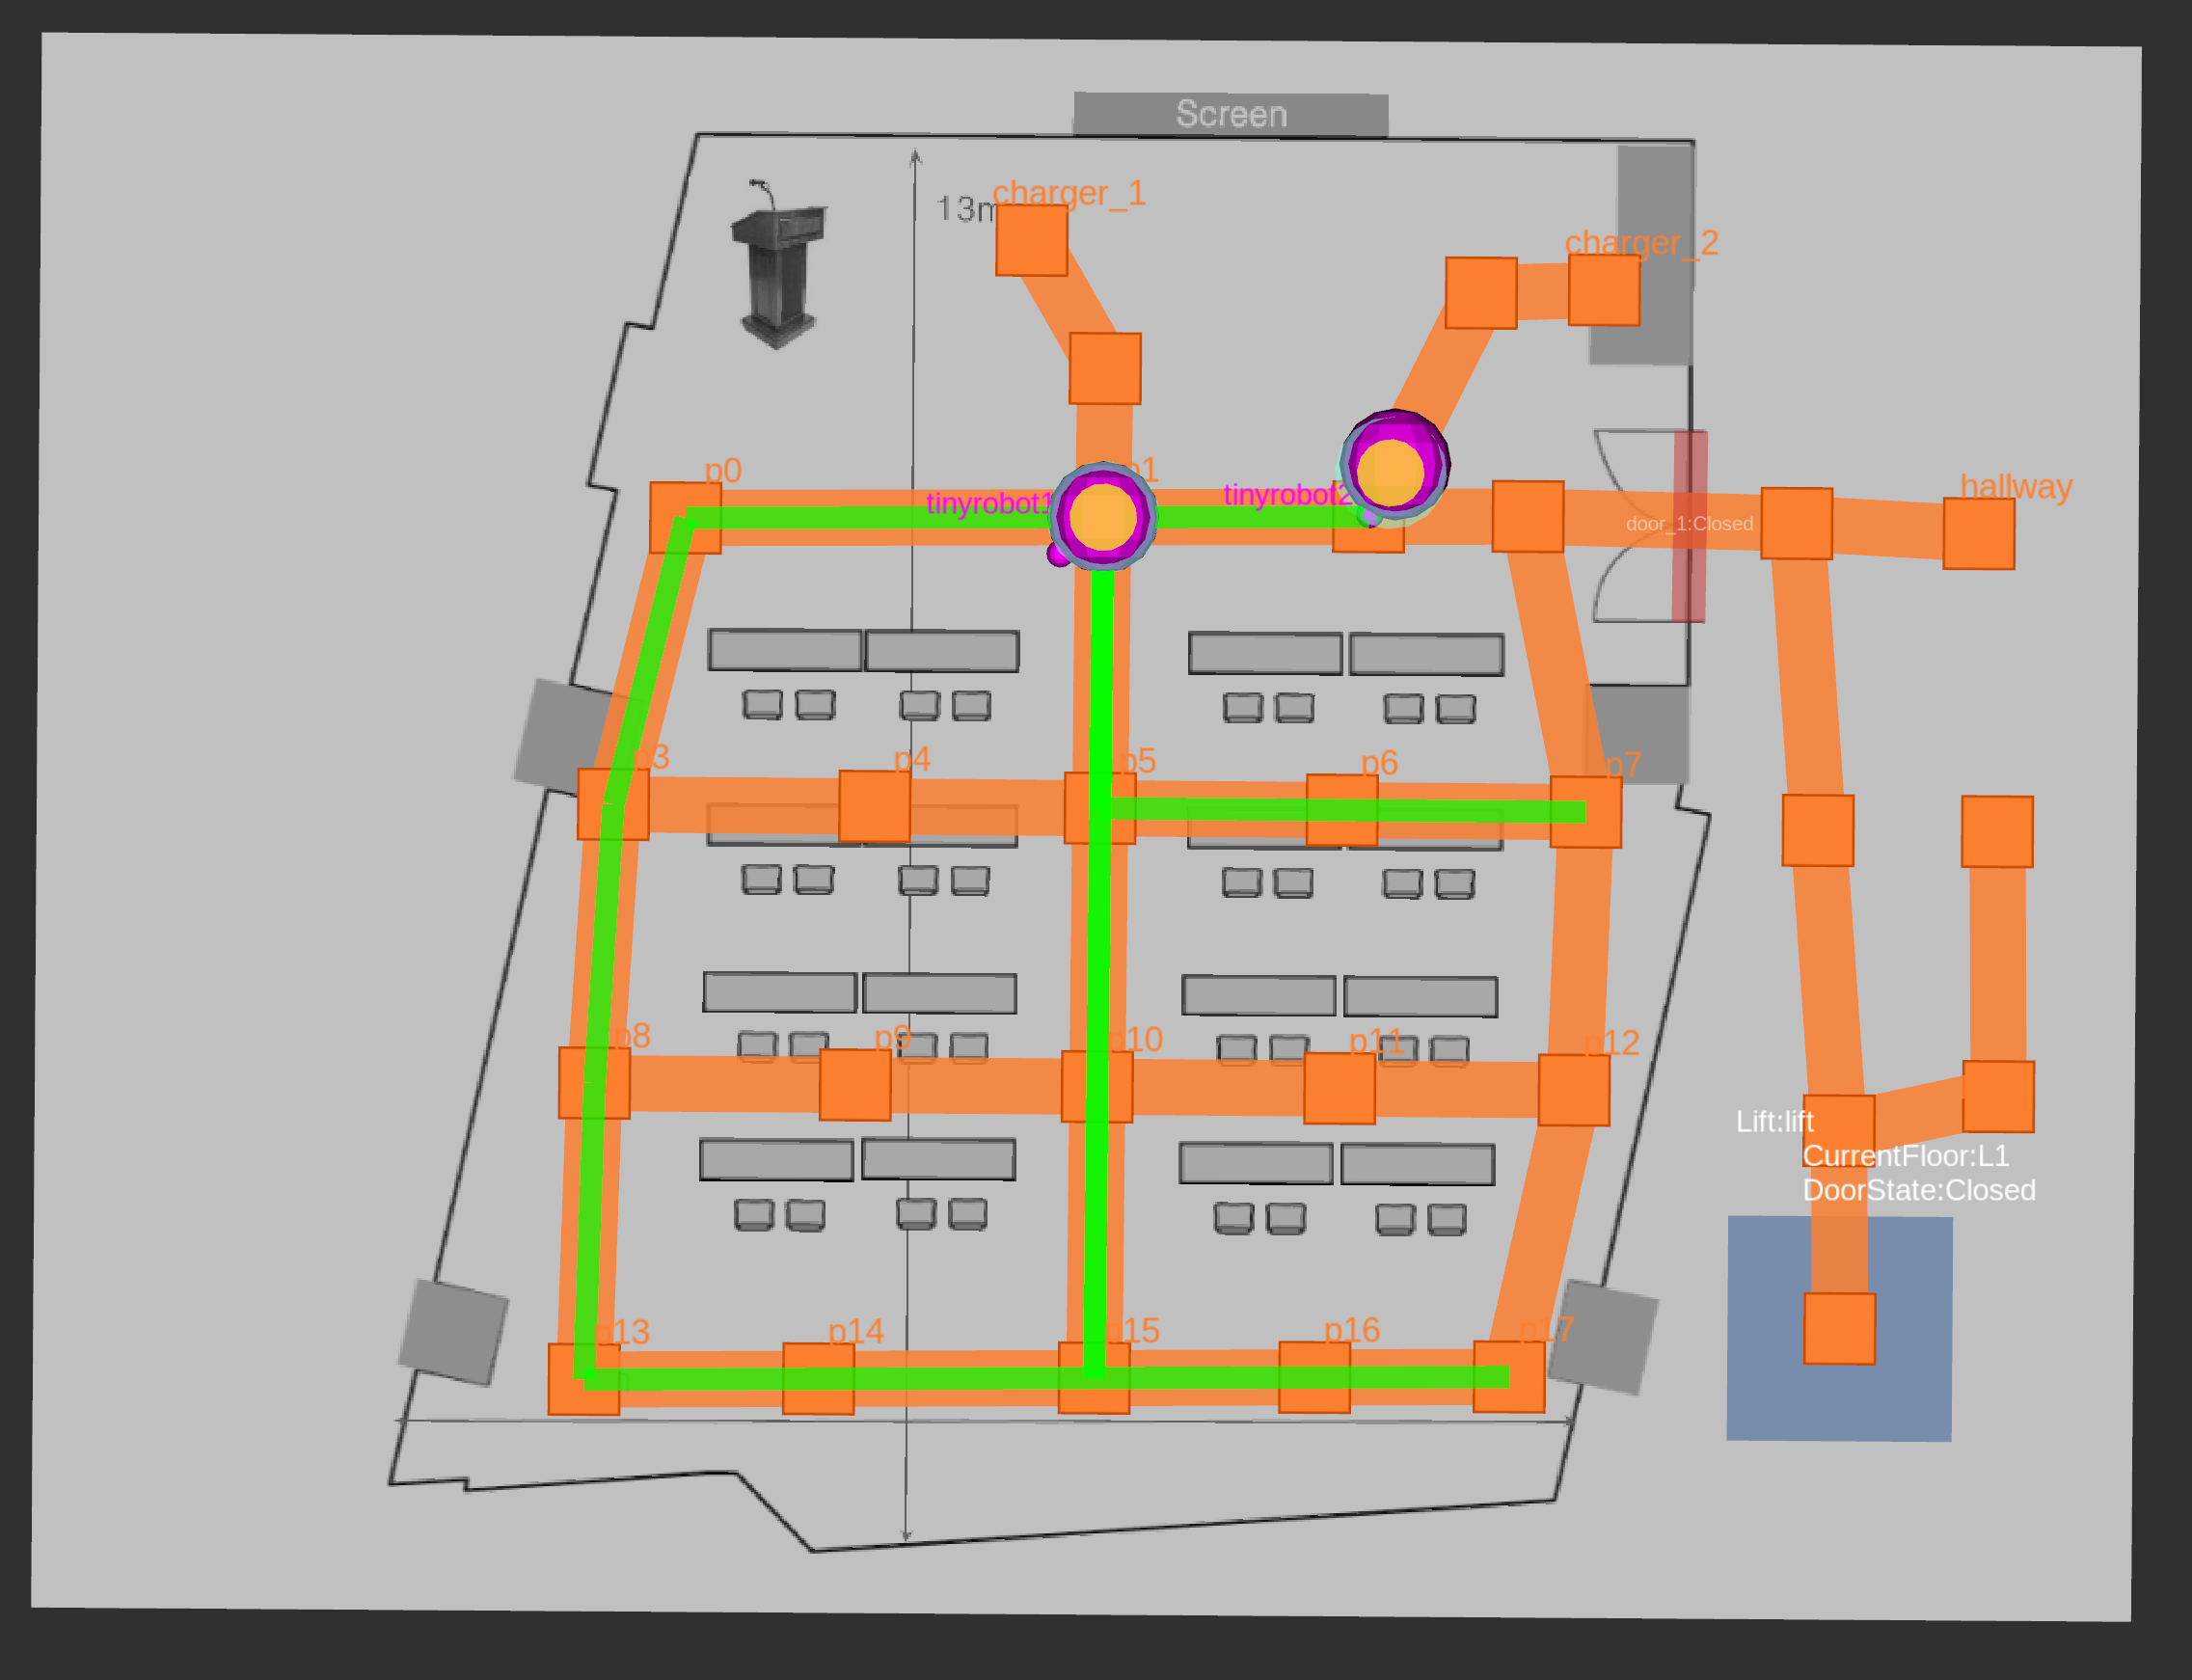 Screen
charger_1
13m
charger_2
p0
p1
hallway
tinyrobot1
tinyrobot2
door_1:Closed
p3
p4
p5
p6
p7
p8
p9
p10
p11
p12
Lift:lift
CurrentFloor:L1
DoorState:Closed
p13
p14
p15
p16
p17